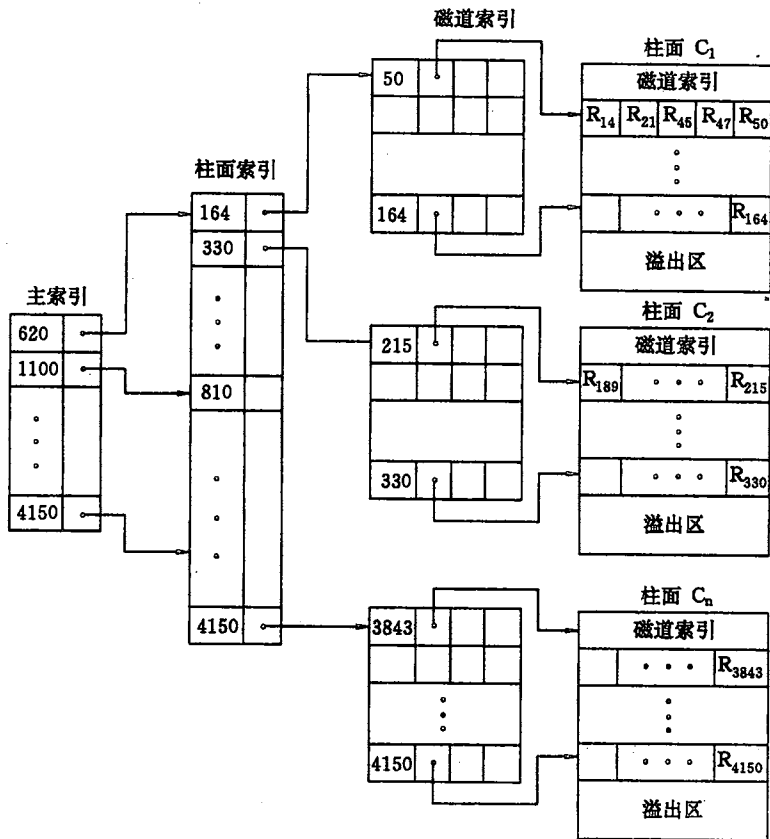 主索引
620
1100
4150
柱面索引
164
330
810
4150
磁道索引
50
164
215
330
3843
4150
柱面 C₁
磁道索引
R₁₄ R₂₁ R₄₅ R₄₇ R₅₀
R₁₆₄
溢出区
柱面 C₂
磁道索引
R₁₈₉ R₂₁₅
R₃₃₀
溢出区
柱面 Cₙ
磁道索引
R₃₈₄₃
R₄₁₅₀
溢出区